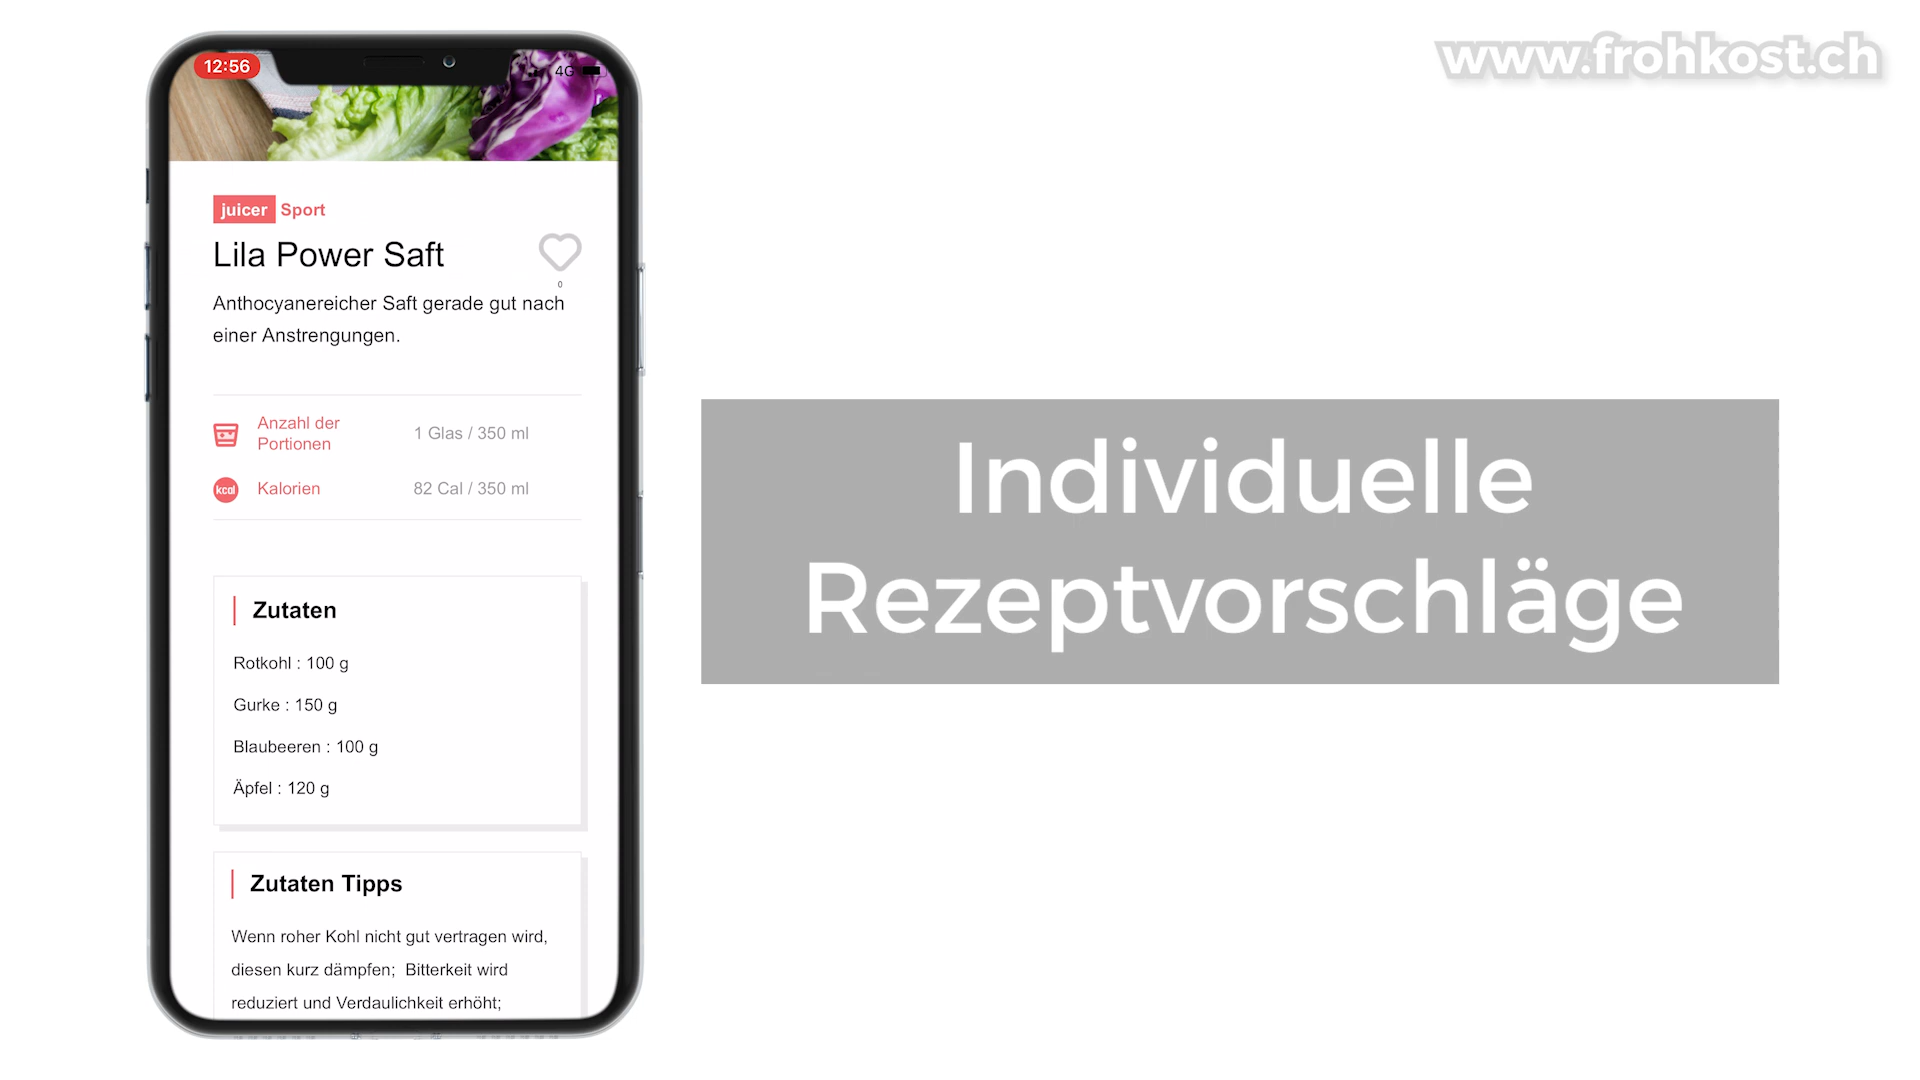 www.frohkost.ch
12:56
4G
juicer Sport
Lila Power Saft
0
Anthocyanereicher Saft gerade gut nach
einer Anstrengungen.
Anzahl der
Portionen
1 Glas / 350 ml
kcal
Kalorien
82 Cal / 350 ml
Zutaten
Rotkohl : 100 g
Gurke : 150 g
Blaubeeren : 100 g
Äpfel : 120 g
Zutaten Tipps
Wenn roher Kohl nicht gut vertragen wird,
diesen kurz dämpfen; Bitterkeit wird
reduziert und Verdaulichkeit erhöht;
Individuelle
Rezeptvorschläge